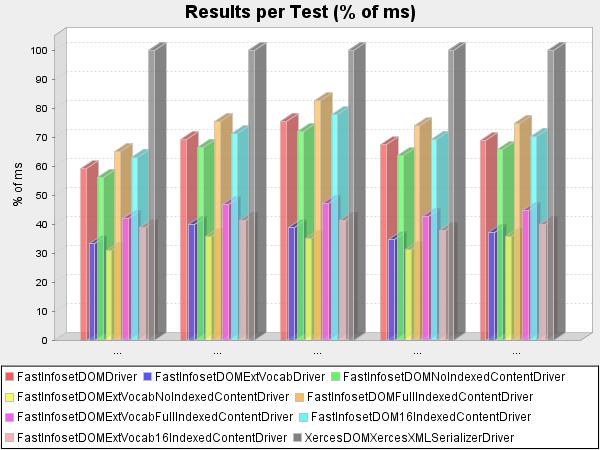 Results per Test (% of ms)
100
90
80
70
60
50
40
30
20
10
0
% of ms
... ... ... ... ...
FastInfosetDOMDriver FastInfosetDOMExtVocabDriver FastInfosetDOMNoIndexedContentDriver
FastInfosetDOMExtVocabNoIndexedContentDriver FastInfosetDOMFullIndexedContentDriver
FastInfosetDOMExtVocabFullIndexedContentDriver FastInfosetDOM16IndexedContentDriver
FastInfosetDOMExtVocab16IndexedContentDriver XercesDOMXercesXMLSerializerDriver